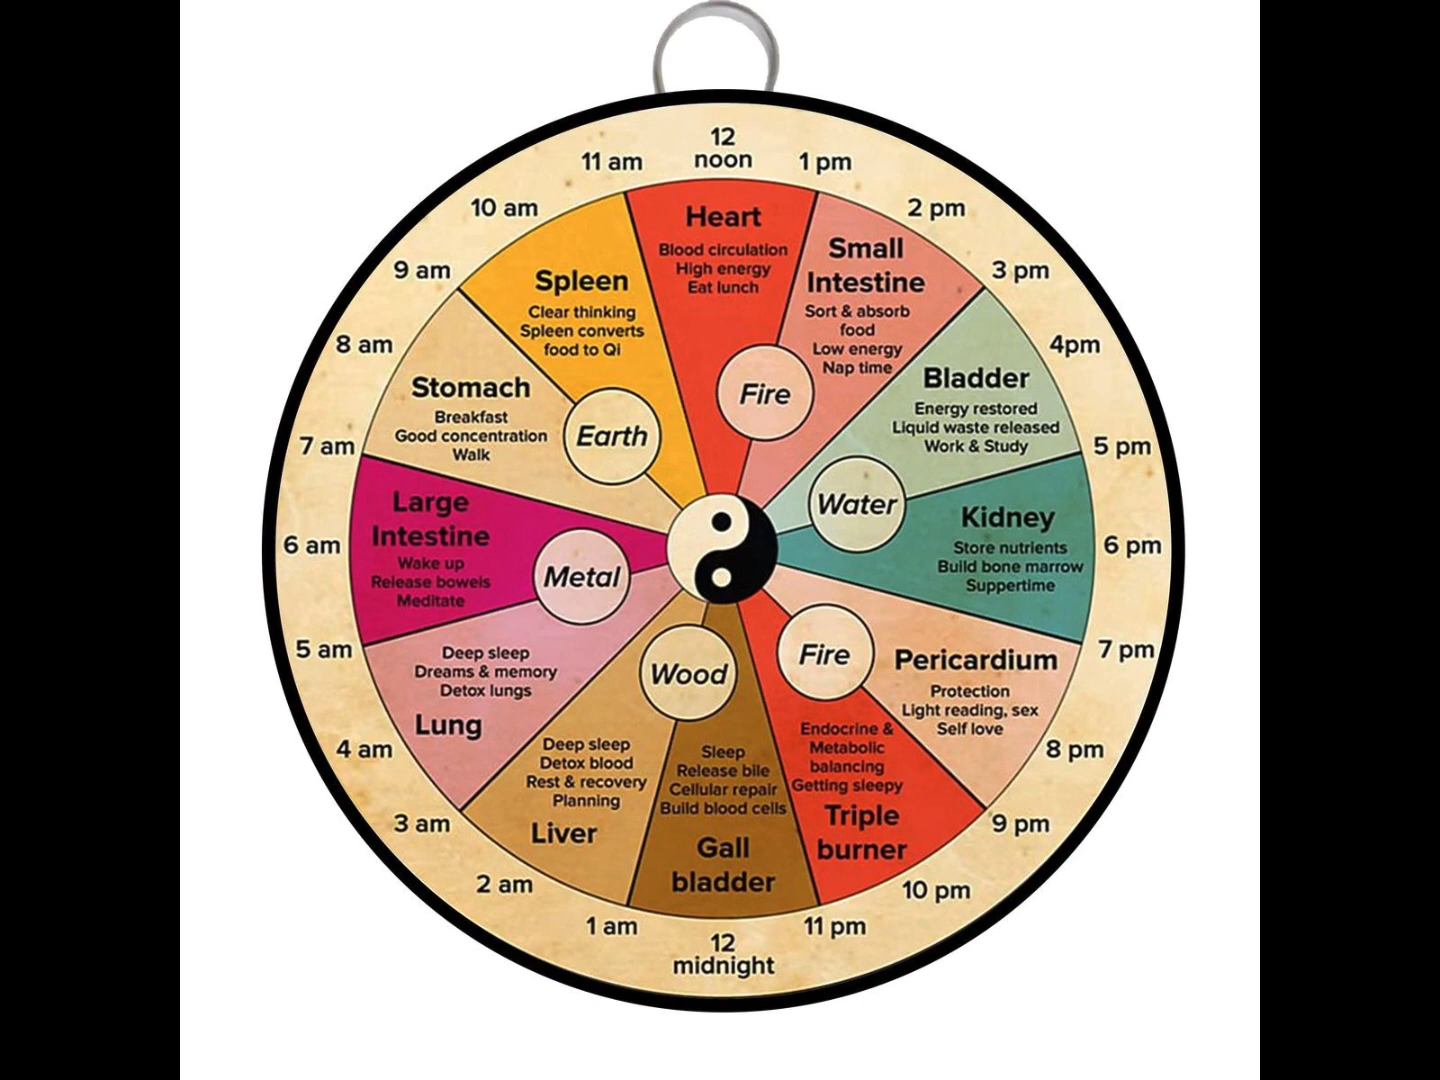 12
noon
1 pm
2 pm
3 pm
4pm
5 pm
6 pm
7 pm
8 pm
9 pm
10 pm
11 pm
12
midnight
1 am
2 am
3 am
4 am
5 am
6 am
7 am
8 am
9 am
10 am
11 am
Heart
Blood circulation
High energy
Eat lunch
Small
Intestine
Sort & absorb
food
Low energy
Nap time
Fire
Bladder
Energy restored
Liquid waste released
Work & Study
Water
Kidney
Store nutrients
Build bone marrow
Suppertime
Pericardium
Protection
Light reading, sex
Self love
Fire
Endocrine &
Metabolic
balancing
Getting sleepy
Triple
burner
Sleep
Release bile
Cellular repair
Build blood cells
Gall
bladder
Wood
Deep sleep
Detox blood
Rest & recovery
Planning
Liver
Deep sleep
Dreams & memory
Detox lungs
Lung
Metal
Large
Intestine
Wake up
Release bowels
Meditate
Stomach
Breakfast
Good concentration
Walk
Earth
Spleen
Clear thinking
Spleen converts
food to Qi